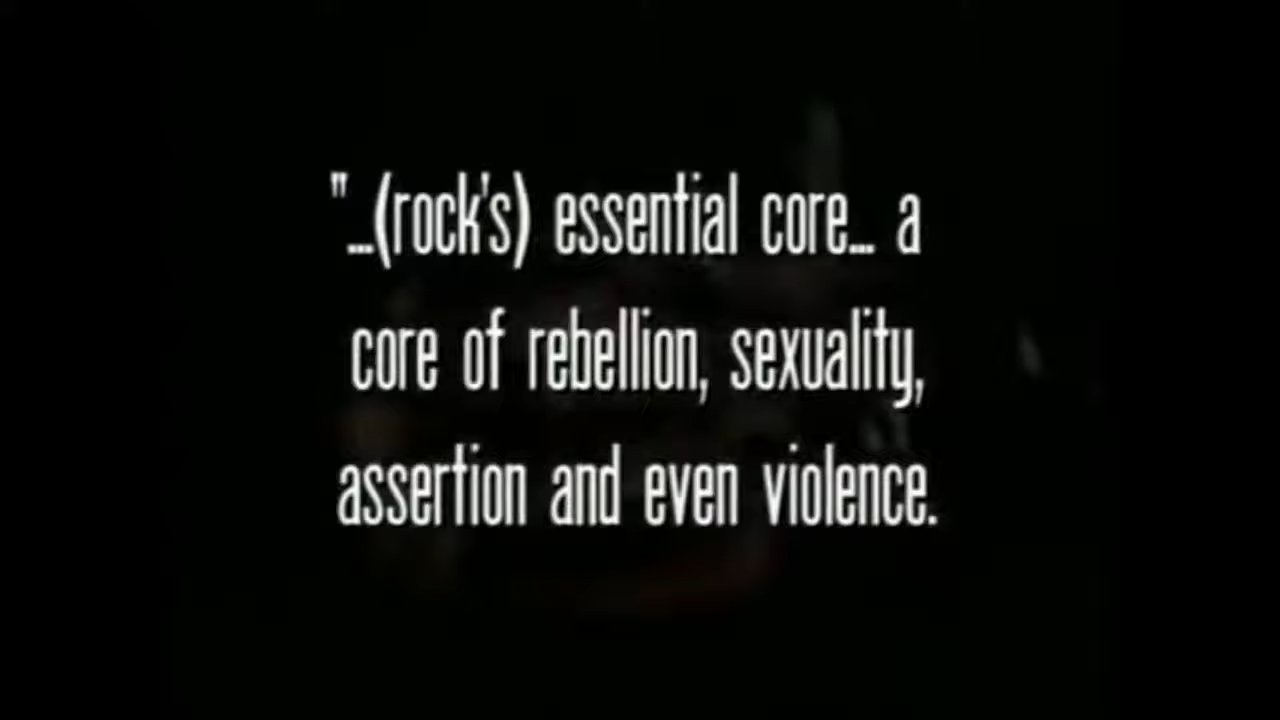 "...(rock's) essential core... a
core of rebellion, sexuality,
assertion and even violence.